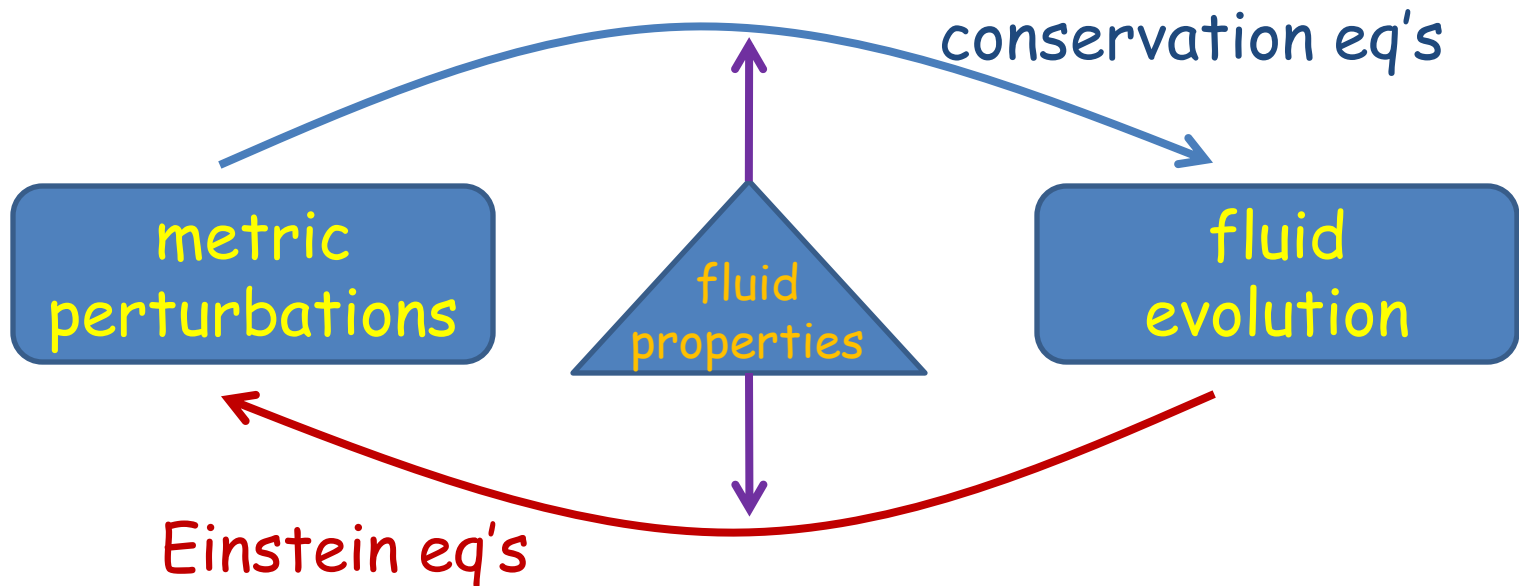 conservation eq's
metric
perturbations
fluid
properties
fluid
evolution
Einstein eq's